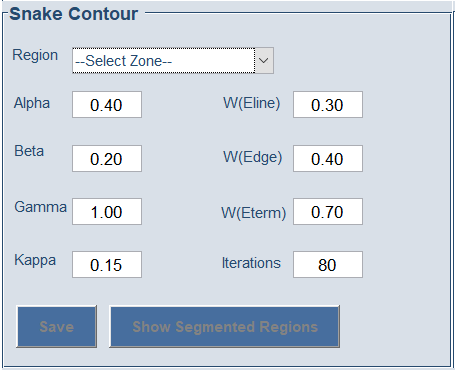 Snake Contour
Region --Select Zone--
Alpha 0.40 W(Eline) 0.30
Beta 0.20 W(Edge) 0.40
Gamma 1.00 W(Eterm) 0.70
Kappa 0.15 Iterations 80
Save Show Segmented Regions